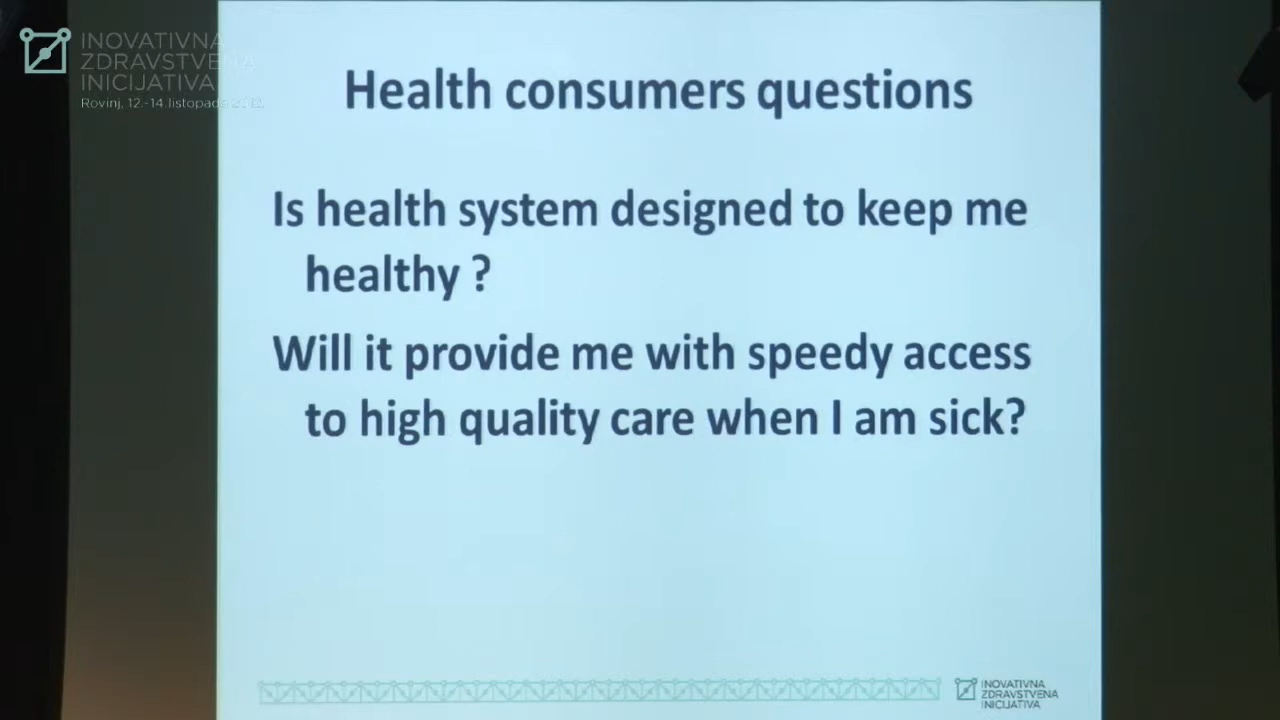 INOVATIVNA
ZDRAVSTVENA
INICIJATIVA
Rovinj, 12.-14. listopada
Health consumers questions
Is health system designed to keep me
healthy ?
Will it provide me with speedy access
to high quality care when I am sick?
INOVATIVNA
ZDRAVSTVENA
INICIJATIVA